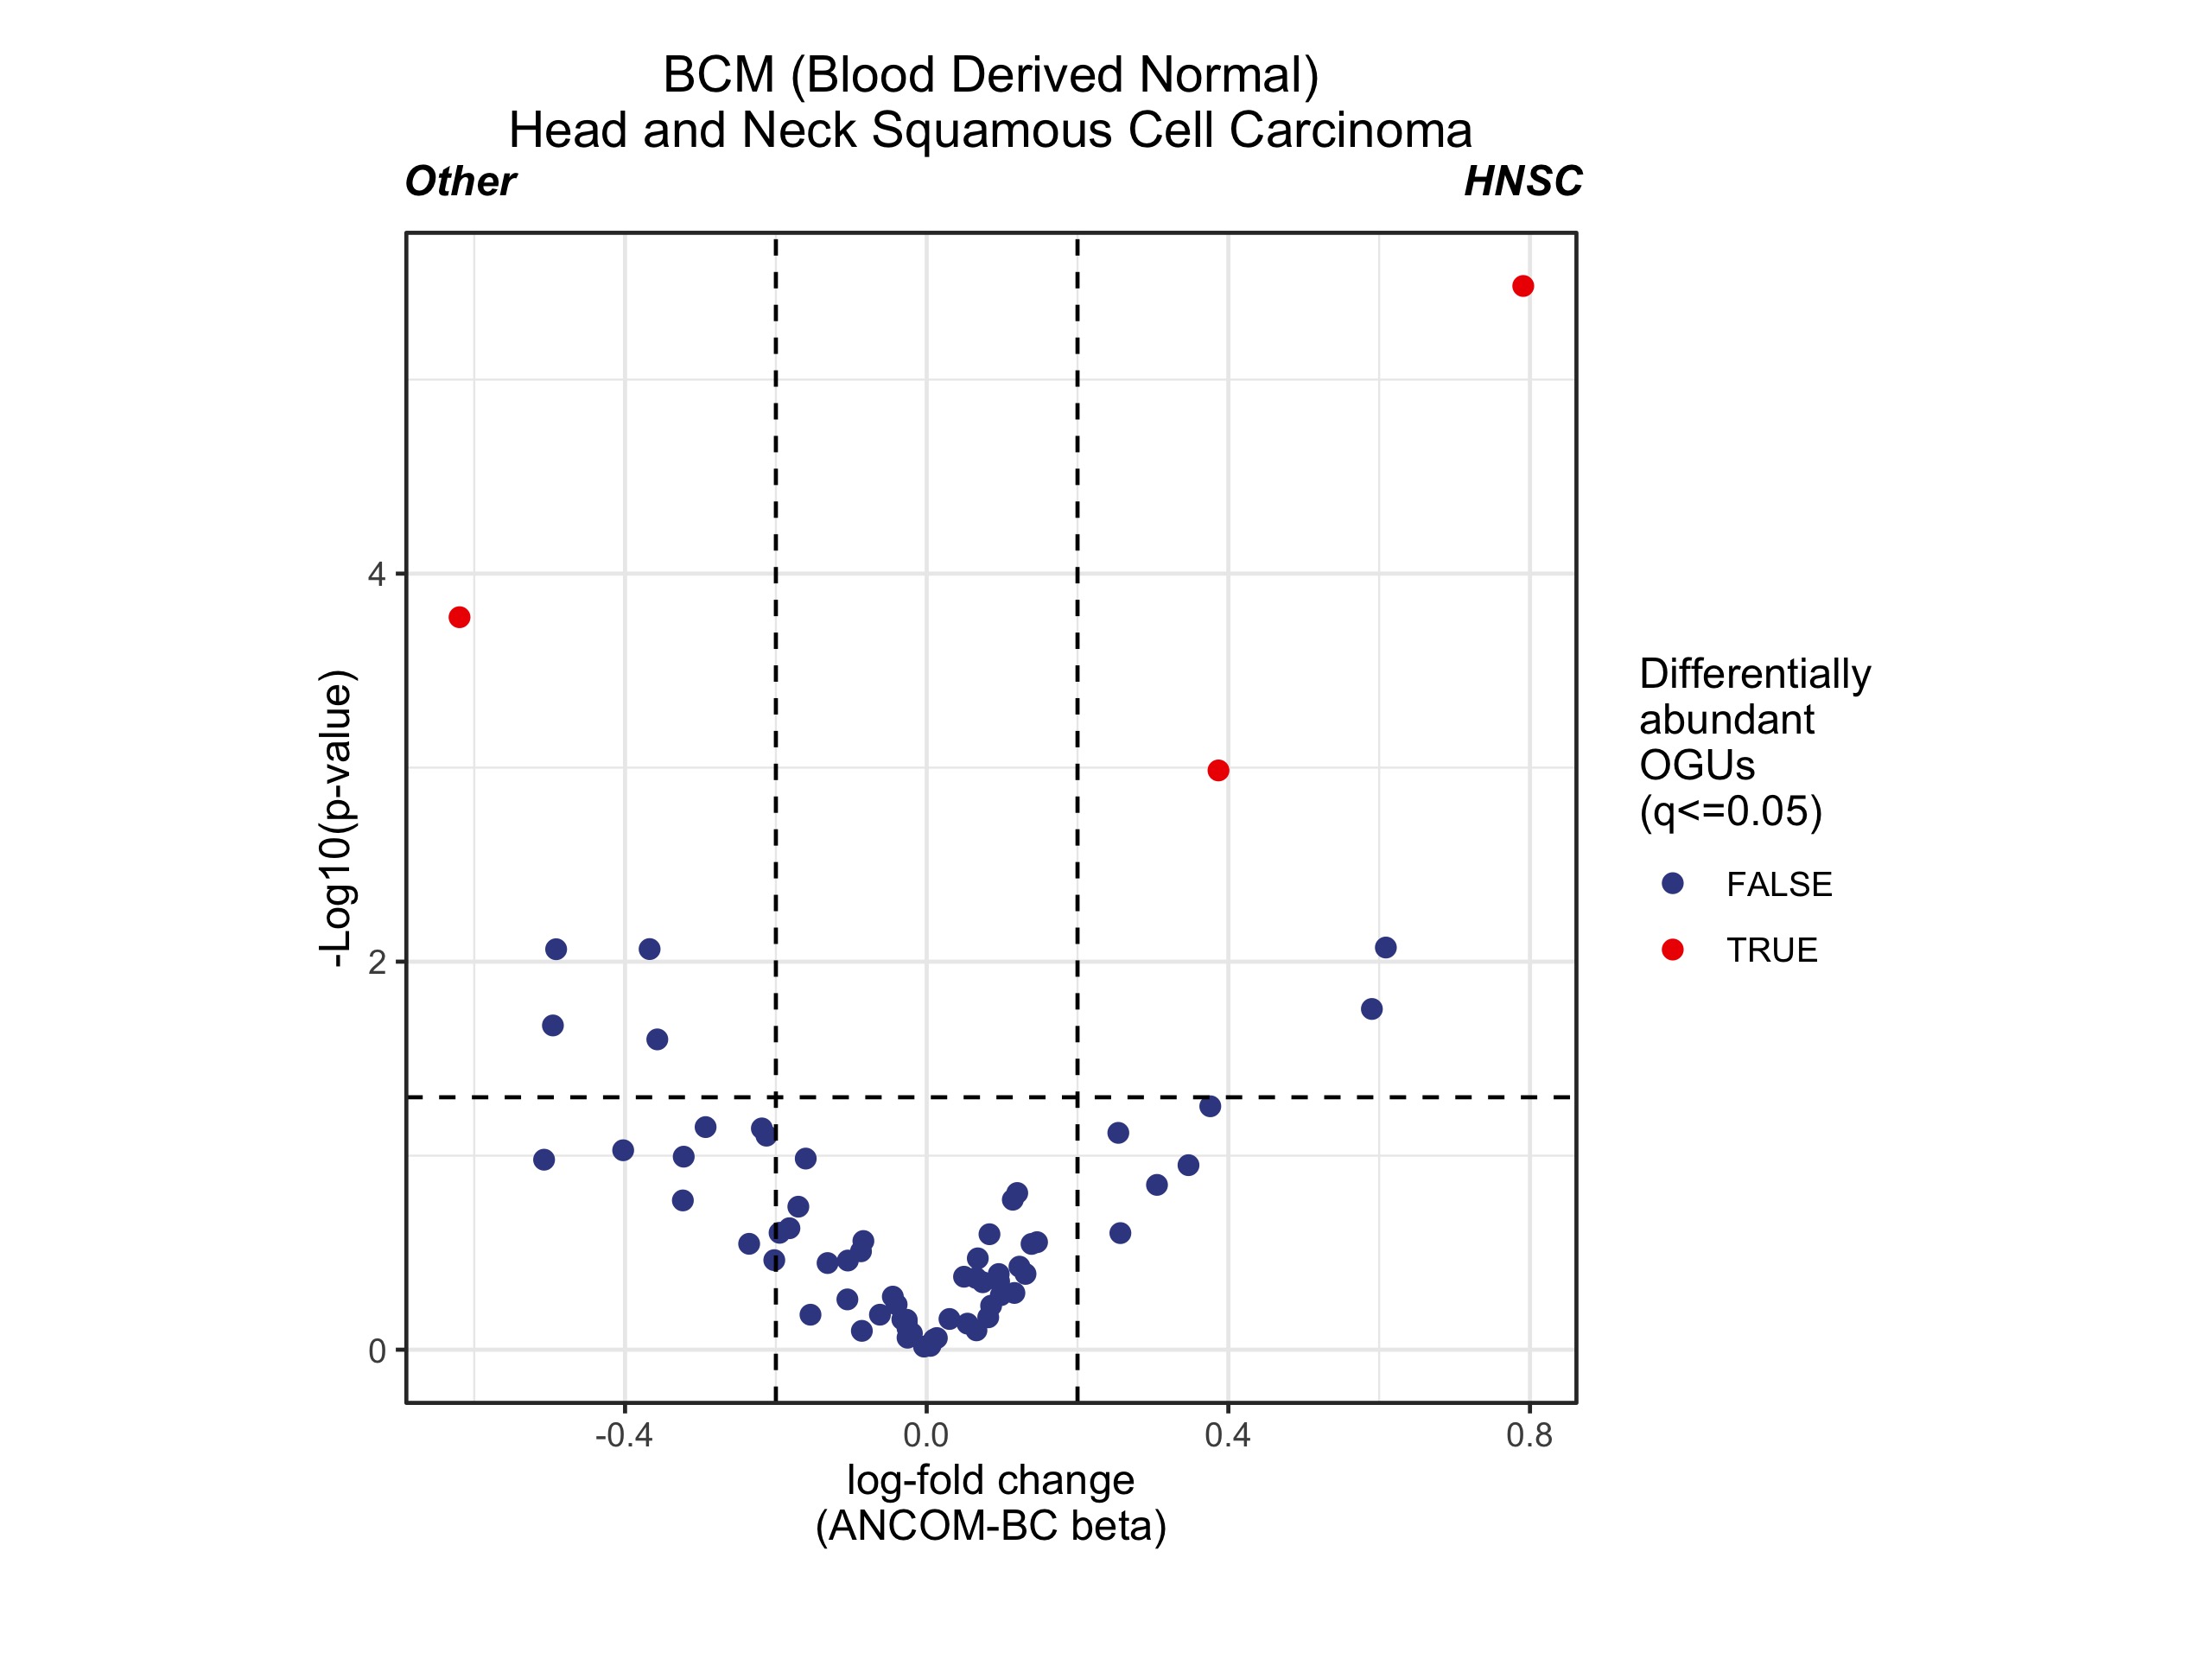 BCM (Blood Derived Normal)
Head and Neck Squamous Cell Carcinoma
Other
HNSC
-Log10(p-value)
4
2
0
-0.4
0.0
0.4
0.8
log-fold change
(ANCOM-BC beta)
Differentially
abundant
OGUs
(q<=0.05)
FALSE
TRUE